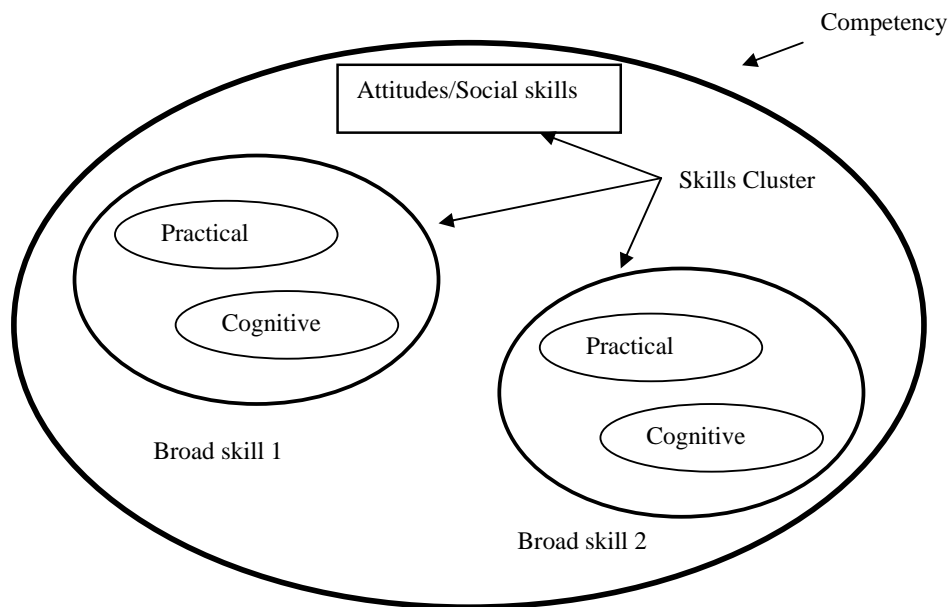 Competency
Attitudes/Social skills
Skills Cluster
Practical
Cognitive
Practical
Cognitive
Broad skill 1
Broad skill 2